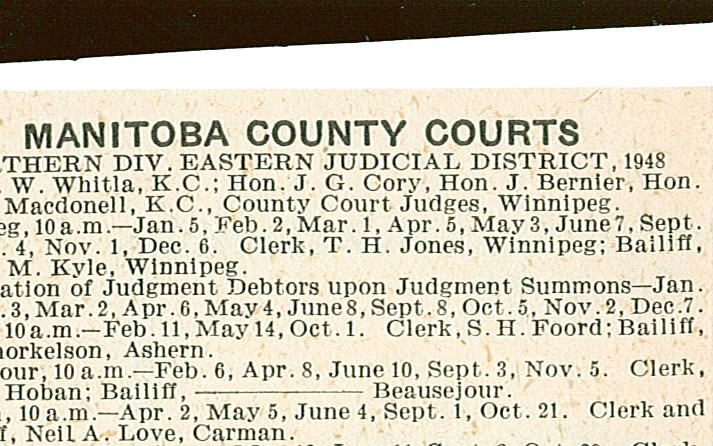 MANITOBA COUNTY COURTS
THERN DIV. EASTERN JUDICIAL DISTRICT, 1948
W. Whitla, K.C.; Hon. J. G. Cory, Hon. J. Bernier, Hon.
Macdonell, K.C., County Court Judges, Winnipeg.
eg, 10 a.m.—Jan. 5, Feb. 2, Mar. 1, Apr. 5, May 3, June 7, Sept.
. 4, Nov. 1, Dec. 6. Clerk, T. H. Jones, Winnipeg; Bailiff,
M. Kyle, Winnipeg.
ation of Judgment Debtors upon Judgment Summons—Jan.
. 3, Mar. 2, Apr. 6, May 4, June 8, Sept. 8, Oct. 5, Nov. 2, Dec. 7.
10 a.m.—Feb. 11, May 14, Oct. 1. Clerk, S. H. Foord; Bailiff,
horkelson, Ashern.
our, 10 a.m.—Feb. 6, Apr. 8, June 10, Sept. 3, Nov. 5. Clerk,
Hoban; Bailiff, ——————— Beausejour.
, 10 a.m.—Apr. 2, May 5, June 4, Sept. 1, Oct. 21. Clerk and
f, Neil A. Love, Carman.